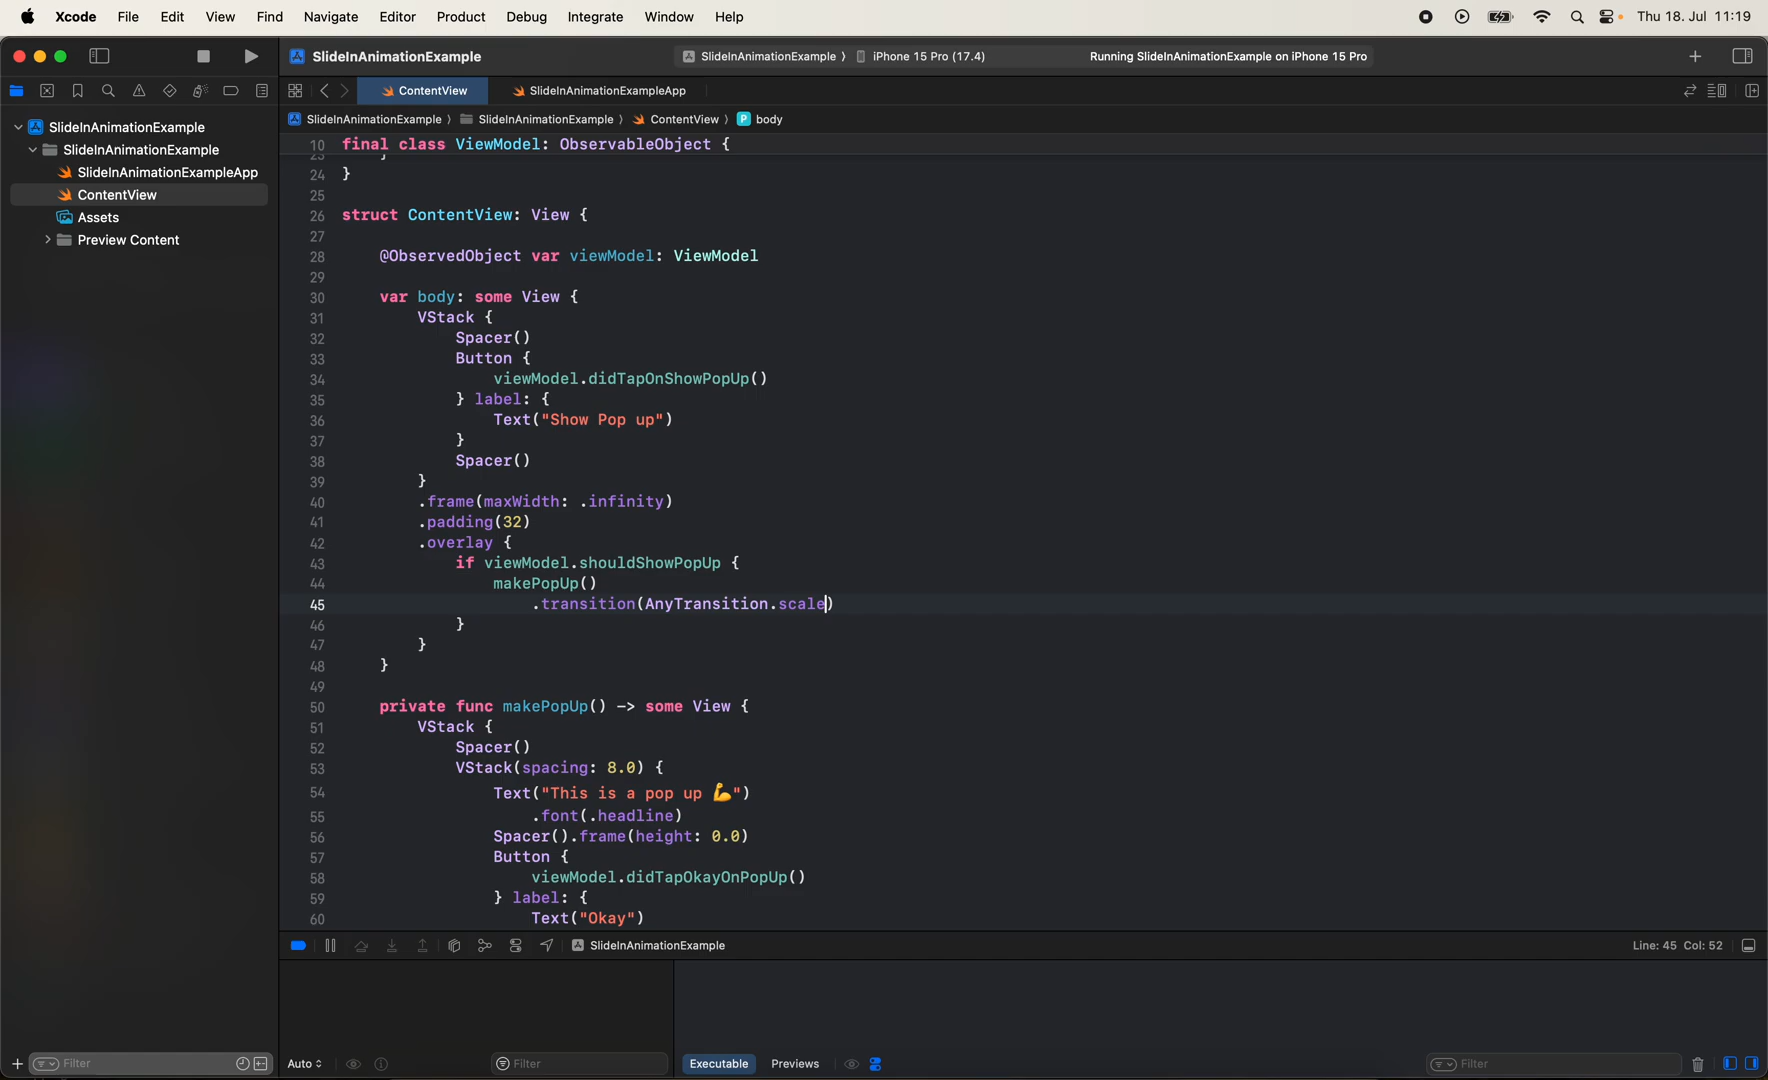 Xcode File Edit View Find Navigate Editor Product Debug Integrate Window Help Thu 18. Jul 11:19
SlideInAnimationExample SlideInAnimationExample 〉 iPhone 15 Pro (17.4) Running SlideInAnimationExample on iPhone 15 Pro
ContentView SlideInAnimationExampleApp
SlideInAnimationExample 〉 SlideInAnimationExample 〉 ContentView 〉 P body
SlideInAnimationExample
SlideInAnimationExample
SlideInAnimationExampleApp
ContentView
Assets
Preview Content
10 final class ViewModel: ObservableObject {
23 }
24 }
25
26 struct ContentView: View {
27
28 @ObservedObject var viewModel: ViewModel
29
30 var body: some View {
31 VStack {
32 Spacer()
33 Button {
34 viewModel.didTapOnShowPopUp()
35 } label: {
36 Text("Show Pop up")
37 }
38 Spacer()
39 }
40 .frame(maxWidth: .infinity)
41 .padding(32)
42 .overlay {
43 if viewModel.shouldShowPopUp {
44 makePopUp()
45 .transition(AnyTransition.scale)
46 }
47 }
48 }
49
50 private func makePopUp() -> some View {
51 VStack {
52 Spacer()
53 VStack(spacing: 8.0) {
54 Text("This is a pop up 💪")
55 .font(.headline)
56 Spacer().frame(height: 0.0)
57 Button {
58 viewModel.didTapOkayOnPopUp()
59 } label: {
60 Text("Okay")
SlideInAnimationExample Line: 45 Col: 52
Filter Auto Filter Executable Previews Filter